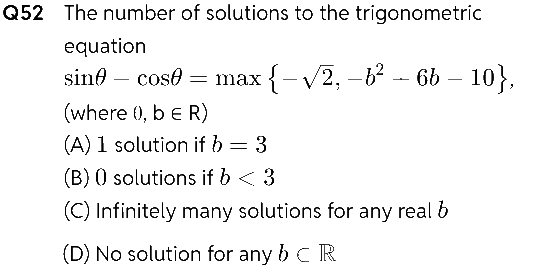 Q52 The number of solutions to the trigonometric
equation
sinθ − cosθ = max {−√2, −b² − 6b − 10},
(where θ, b ∈ R)
(A) 1 solution if b = 3
(B) 0 solutions if b < 3
(C) Infinitely many solutions for any real b
(D) No solution for any b ⊂ ℝ